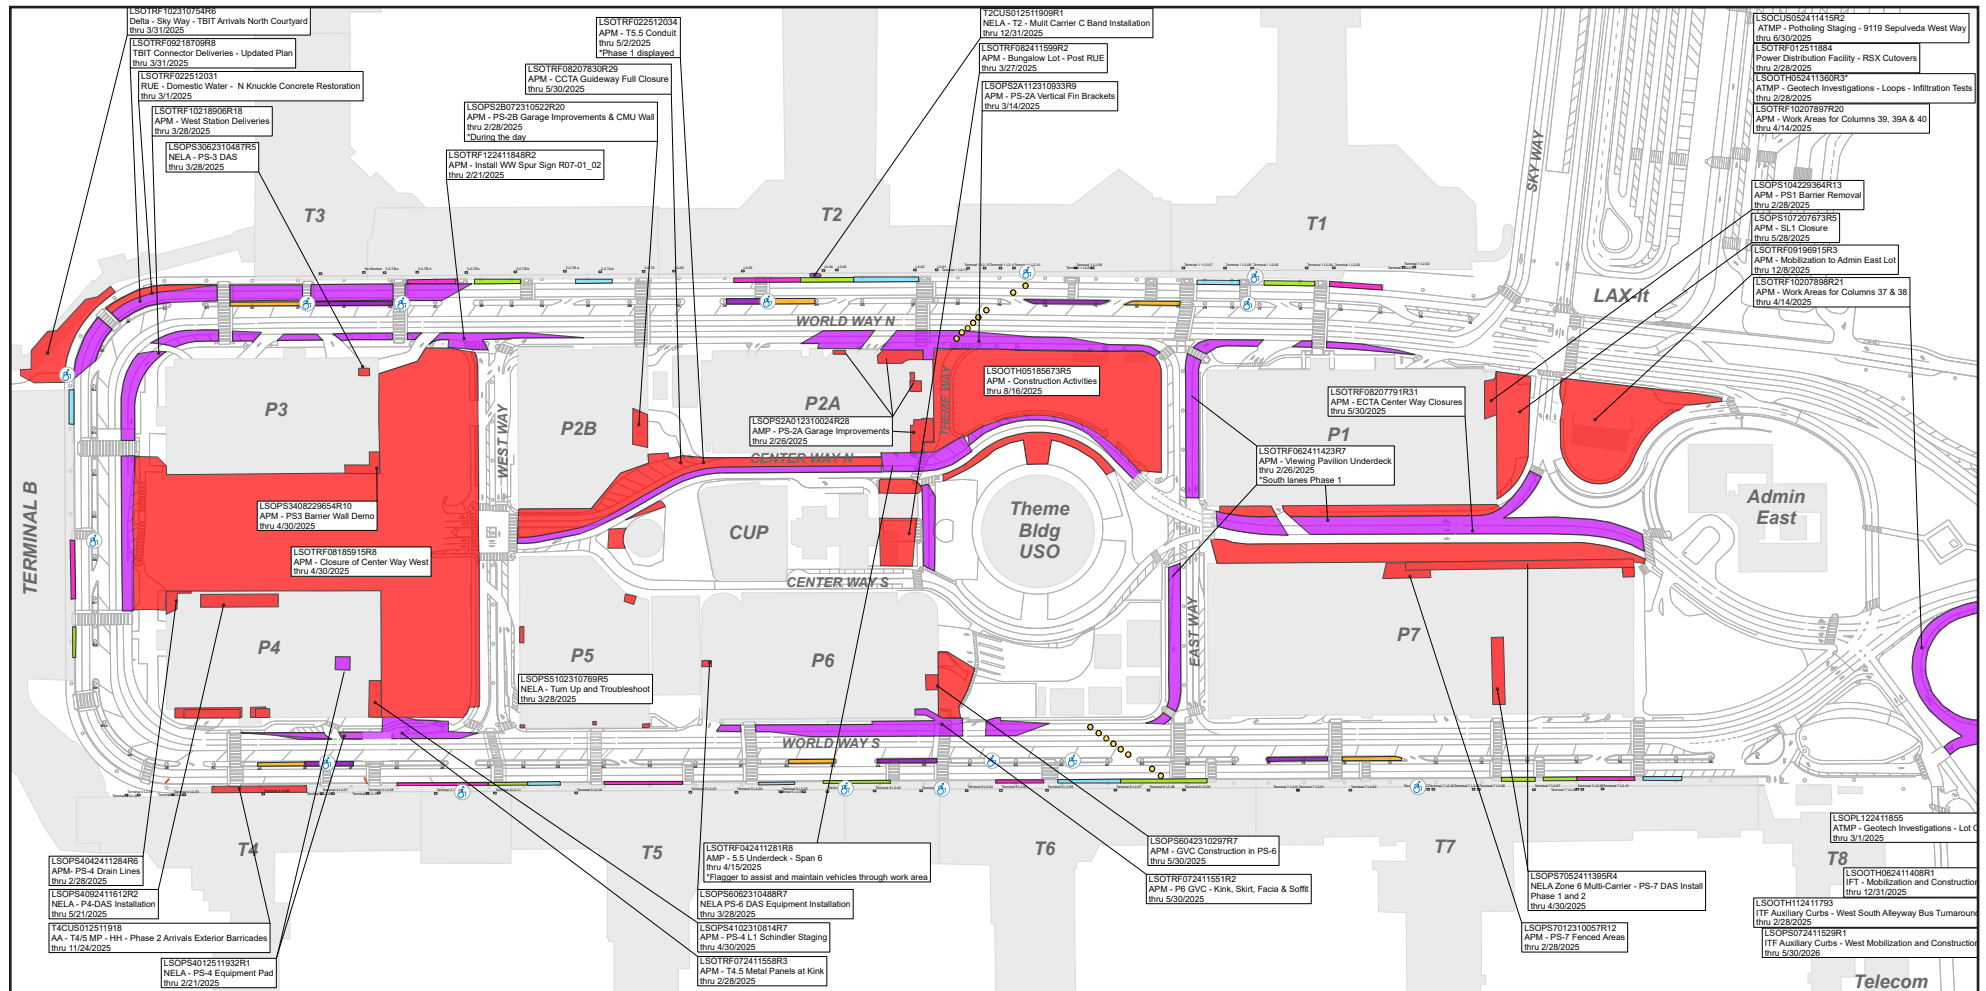 LSOTRF102310754R6
Delta - Sky Way - TBIT Arrivals North Courtyard
thru 3/31/2025
LSOTRF09218709R8
TBIT Connector Deliveries - Updated Plan
thru 3/31/2025
LSOTRF022512031
RUE - Domestic Water - N Knuckle Concrete Restoration
thru 3/1/2025
LSOTRF10218906R18
APM - West Station Deliveries
thru 3/28/2025
LSOPS3062310487R5
NELA - PS-3 DAS
thru 3/28/2025
LSOTRF022512034
APM - T5.5 Conduit
thru 5/2/2025
*Phase 1 displayed
LSOTRF08207830R29
APM - CCTA Guideway Full Closure
thru 5/30/2025
LSOPS2B072310522R20
APM - PS-2B Garage Improvements & CMU Wall
thru 2/28/2025
*During the day
LSOTRF122411848R2
APM - Install WW Spur Sign R07-01_02
thru 2/21/2025
T2CUS012511909R1
NELA - T2 - Mulit Carrier C Band Installation
thru 12/31/2025
LSOTRF082411599R2
APM - Bungalow Lot - Post RUE
thru 3/27/2025
LSOPS2A112310933R9
APM - PS-2A Vertical Fin Brackets
thru 3/14/2025
LSOCUS052411415R2
ATMP - Potholing Staging - 9119 Sepulveda West Way
thru 6/30/2025
LSOTRF012511884
Power Distribution Facility - RSX Cutovers
thru 2/28/2025
LSOOTH052411360R3*
ATMP - Geotech Investigations - Loops - Infiltration Tests
thru 2/28/2025
LSOTRF10207897R20
APM - Work Areas for Columns 39, 39A & 40
thru 4/14/2025
LSOPS104229364R13
APM - PS1 Barrier Removal
thru 2/28/2025
LSOPS107207673R5
APM - SL1 Closure
thru 5/28/2025
LSOTRF09196915R3
APM - Mobilization to Admin East Lot
thru 12/8/2025
LSOTRF10207898R21
APM - Work Areas for Columns 37 & 38
thru 4/14/2025
SKY WAY
T3
T2
T1
LAX-it
WORLD WAY N
P3
P2B
P2A
P1
WEST WAY
THEME WAY
CENTER WAY N
LSOOTH05185673R5
APM - Construction Activities
thru 8/16/2025
LSOPS2A012310024R28
AMP - PS-2A Garage Improvements
thru 2/26/2025
LSOTRF08207791R31
APM - ECTA Center Way Closures
thru 5/30/2025
LSOTRF062411423R7
APM - Viewing Pavilion Underdeck
thru 2/26/2025
*South lanes Phase 1
LSOPS3408229654R10
APM - PS3 Barrier Wall Demo
thru 4/30/2025
LSOTRF08185915R8
APM - Closure of Center Way West
thru 4/30/2025
TERMINAL B
CUP
Theme
Bldg
USO
Admin
East
CENTER WAY S
EAST WAY
P4
P5
P6
P7
LSOPS5102310769R5
NELA - Turn Up and Troubleshoot
thru 3/28/2025
WORLD WAY S
T4
T5
T6
T7
T8
LSOPS4042411284R6
APM- PS-4 Drain Lines
thru 2/28/2025
LSOPS4092411612R2
NELA - P4-DAS Installation
thru 5/21/2025
T4CUS012511918
AA - T4/5 MP - HH - Phase 2 Arrivals Exterior Barricades
thru 11/24/2025
LSOPS4012511932R1
NELA - PS-4 Equipment Pad
thru 2/21/2025
LSOTRF042411281R8
AMP - 5.5 Underdeck - Span 6
thru 4/15/2025
*Flagger to assist and maintain vehicles through work area
LSOPS6062310488R7
NELA PS-6 DAS Equipment Installation
thru 3/28/2025
LSOPS4102310814R7
APM - PS-4 L1 Schindler Staging
thru 4/30/2025
LSOTRF072411558R3
APM - T4.5 Metal Panels at Kink
thru 2/28/2025
LSOPS6042310297R7
APM - GVC Construction in PS-6
thru 5/30/2025
LSOTRF072411551R2
APM - P6 GVC - Kink, Skirt, Facia & Soffit
thru 5/30/2025
LSOPS7052411395R4
NELA Zone 6 Multi-Carrier - PS-7 DAS Install
Phase 1 and 2
thru 4/30/2025
LSOPS7012310057R12
APM - PS-7 Fenced Areas
thru 2/28/2025
LSOPL122411855
ATMP - Geotech Investigations - Lot C
thru 3/1/2025
LSOOTH062411408R1
IFT - Mobilization and Constructio
thru 12/31/2025
LSOOTH112411793
ITF Auxiliary Curbs - West South Alleyway Bus Turnaroun
thru 2/28/2025
LSOPS072411529R1
ITF Auxiliary Curbs - West Mobilization and Constructio
thru 5/30/2026
Telecom